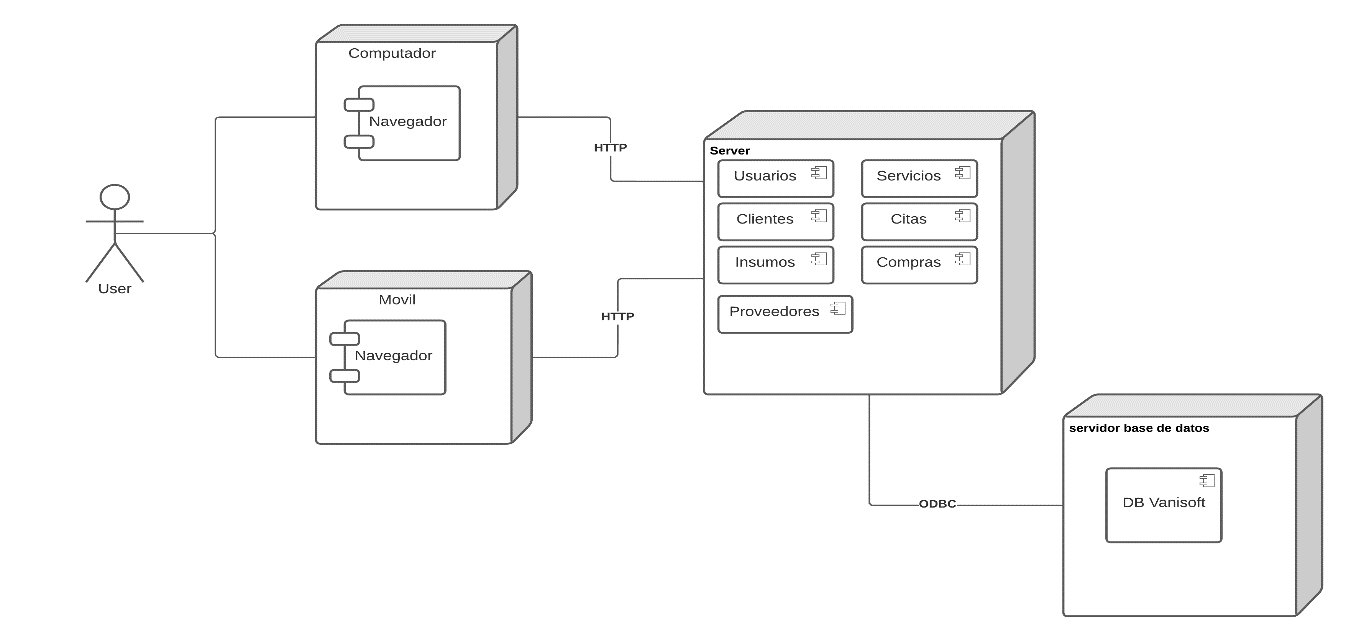 Computador
Navegador
HTTP
User
Movil
Navegador
HTTP
Server
Usuarios
Servicios
Clientes
Citas
Insumos
Compras
Proveedores
ODBC
servidor base de datos
DB Vanisoft